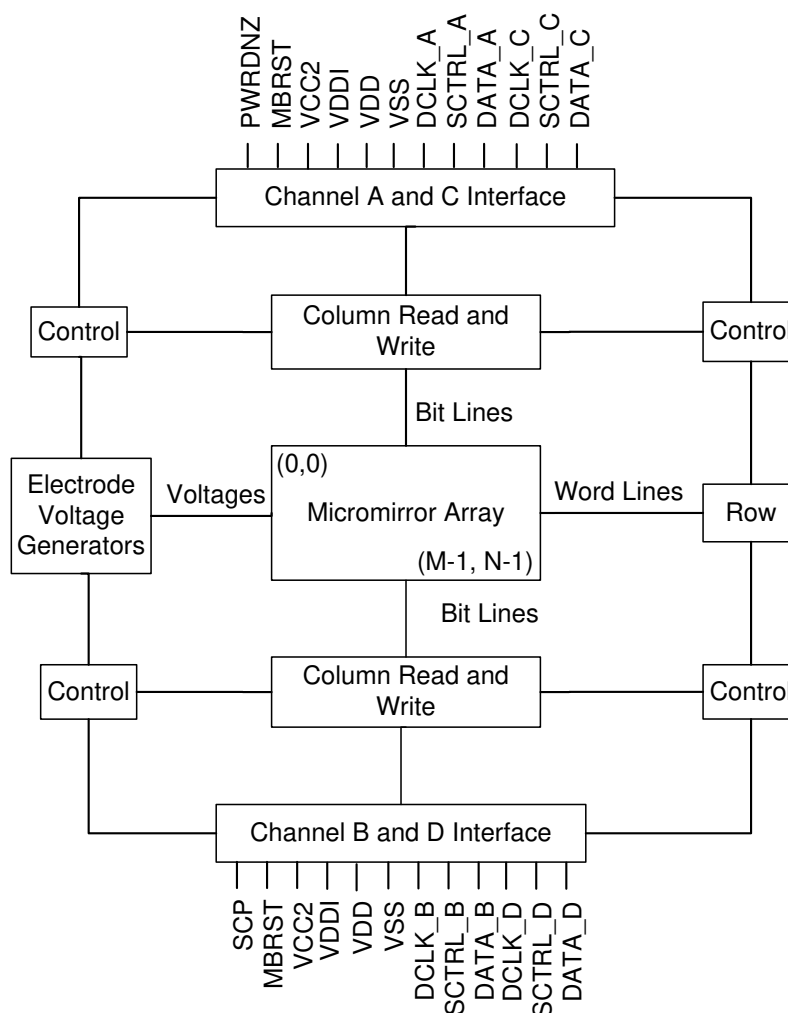 PWRDNZ
MBRST
VCC2
VDDI
VDD
VSS
DCLK_A
SCTRL_A
DATA_A
DCLK_C
SCTRL_C
DATA_C
Channel A and C Interface
Control
Column Read and
Write
Control
Bit Lines
Electrode
Voltage
Generators
Voltages
(0,0)
Micromirror Array
(M-1, N-1)
Word Lines
Row
Bit Lines
Control
Column Read and
Write
Control
Channel B and D Interface
SCP
MBRST
VCC2
VDDI
VDD
VSS
DCLK_B
SCTRL_B
DATA_B
DCLK_D
SCTRL_D
DATA_D